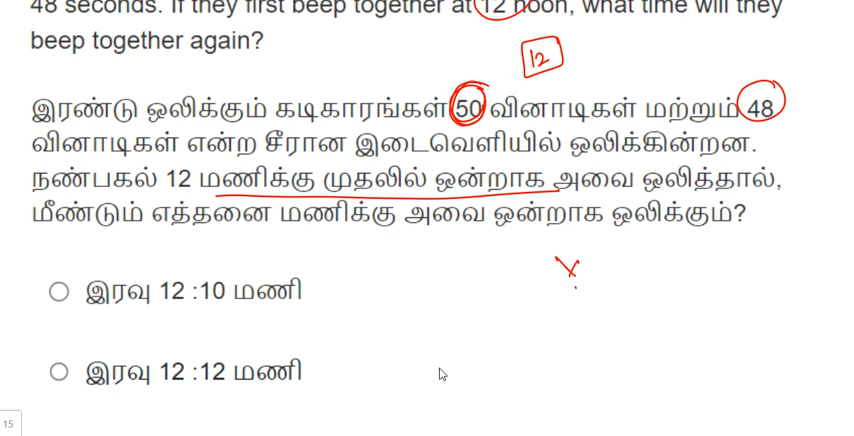 48 seconds. If they first beep together at 12 noon, what time will they
beep together again?
12
இரண்டு ஒலிக்கும் கடிகாரங்கள் 50 வினாடிகள் மற்றும் 48
வினாடிகள் என்ற சீரான இடைவெளியில் ஒலிக்கின்றன.
நண்பகல் 12 மணிக்கு முதலில் ஒன்றாக அவை ஒலித்தால்,
மீண்டும் எத்தனை மணிக்கு அவை ஒன்றாக ஒலிக்கும்?
இரவு 12 :10 மணி
இரவு 12 :12 மணி
15